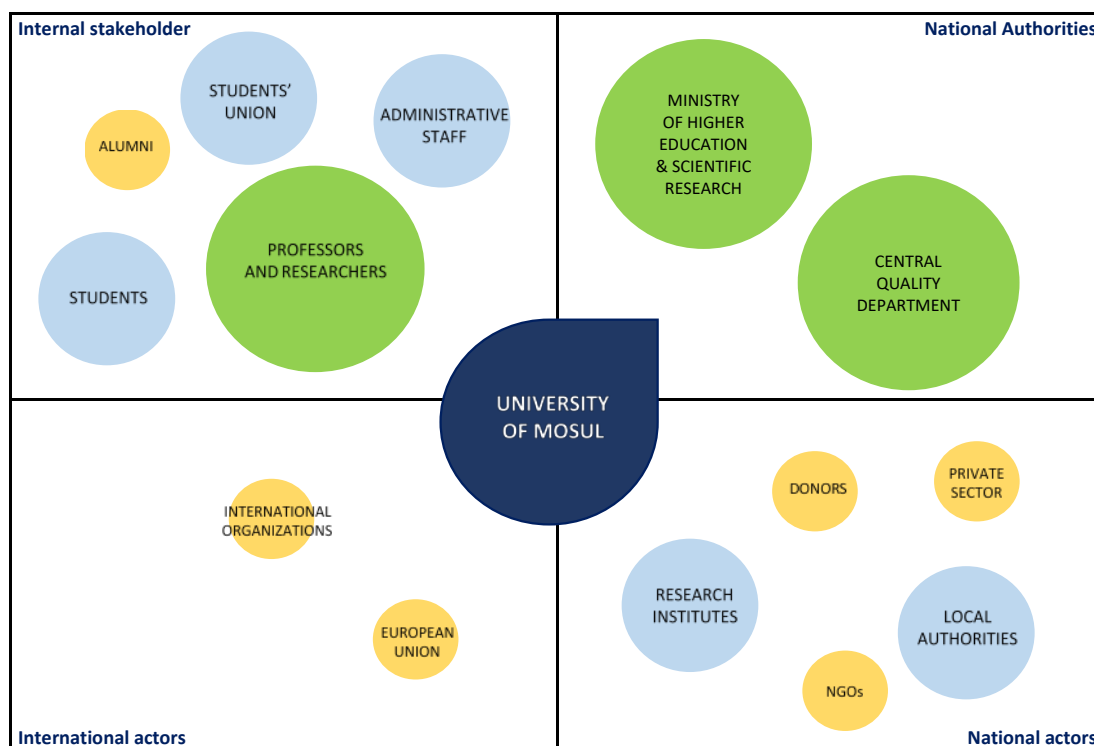 Internal stakeholder
National Authorities
STUDENTS'
UNION
ADMINISTRATIVE
STAFF
ALUMNI
PROFESSORS
AND RESEARCHERS
STUDENTS
MINISTRY
OF HIGHER
EDUCATION
& SCIENTIFIC
RESEARCH
CENTRAL
QUALITY
DEPARTMENT
UNIVERSITY
OF MOSUL
INTERNATIONAL
ORGANIZATIONS
EUROPEAN
UNION
DONORS
PRIVATE
SECTOR
RESEARCH
INSTITUTES
LOCAL
AUTHORITIES
NGOs
International actors
National actors